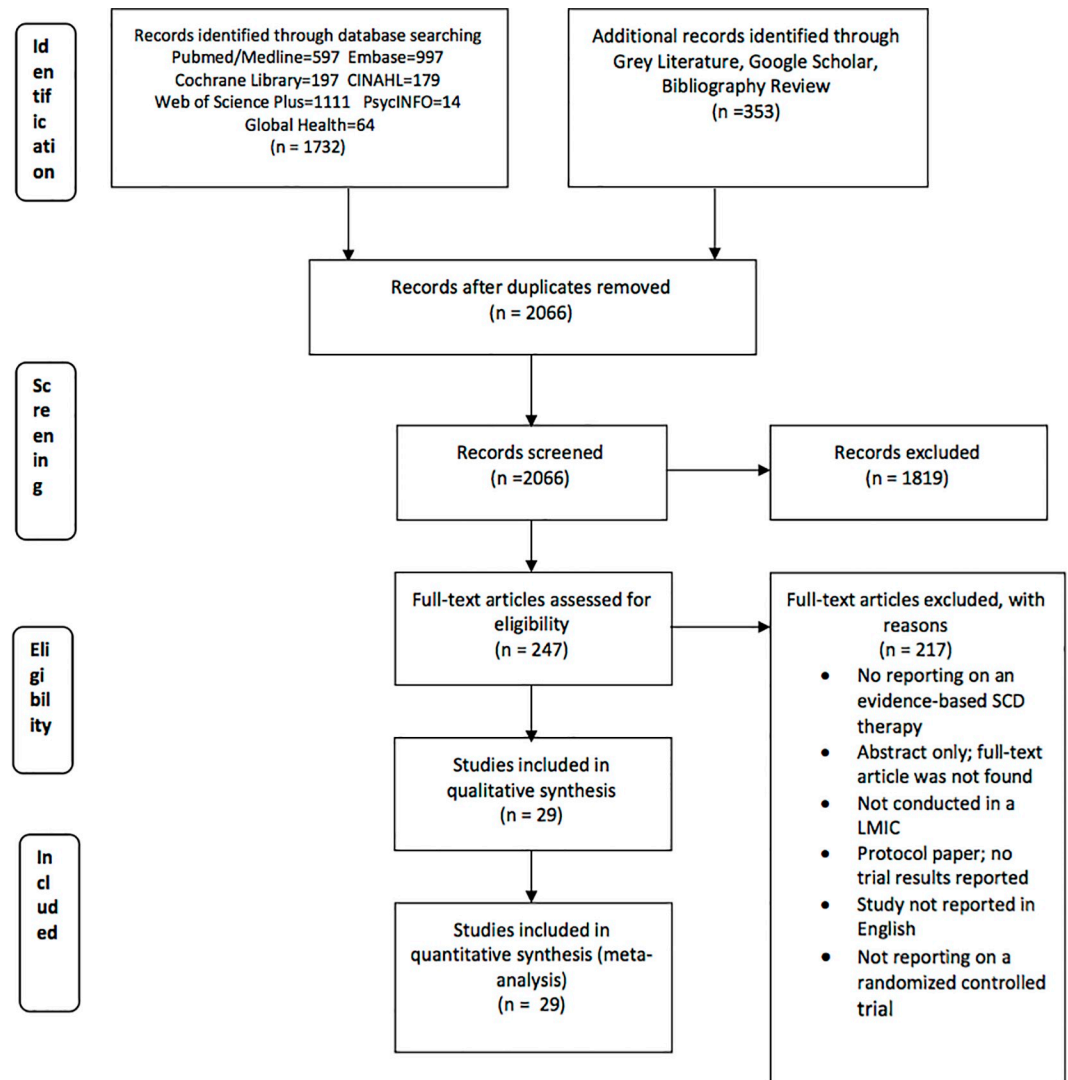 Id
en
tif
ic
ati
on
Records identified through database searching
Pubmed/Medline=597 Embase=997
Cochrane Library=197 CINAHL=179
Web of Science Plus=1111 PsycINFO=14
Global Health=64
(n = 1732)
Additional records identified through
Grey Literature, Google Scholar,
Bibliography Review
(n =353)
Records after duplicates removed
(n = 2066)
Sc
re
en
in
g
Records screened
(n =2066)
Records excluded
(n = 1819)
Eli
gi
bil
ity
Full-text articles assessed for
eligibility
(n = 247)
Full-text articles excluded, with
reasons
(n = 217)
• No reporting on an
evidence-based SCD
therapy
• Abstract only; full-text
article was not found
• Not conducted in a
LMIC
• Protocol paper; no
trial results reported
• Study not reported in
English
• Not reporting on a
randomized controlled
trial
Studies included in
qualitative synthesis
(n = 29)
In
cl
ud
ed
Studies included in
quantitative synthesis (meta-
analysis)
(n = 29)